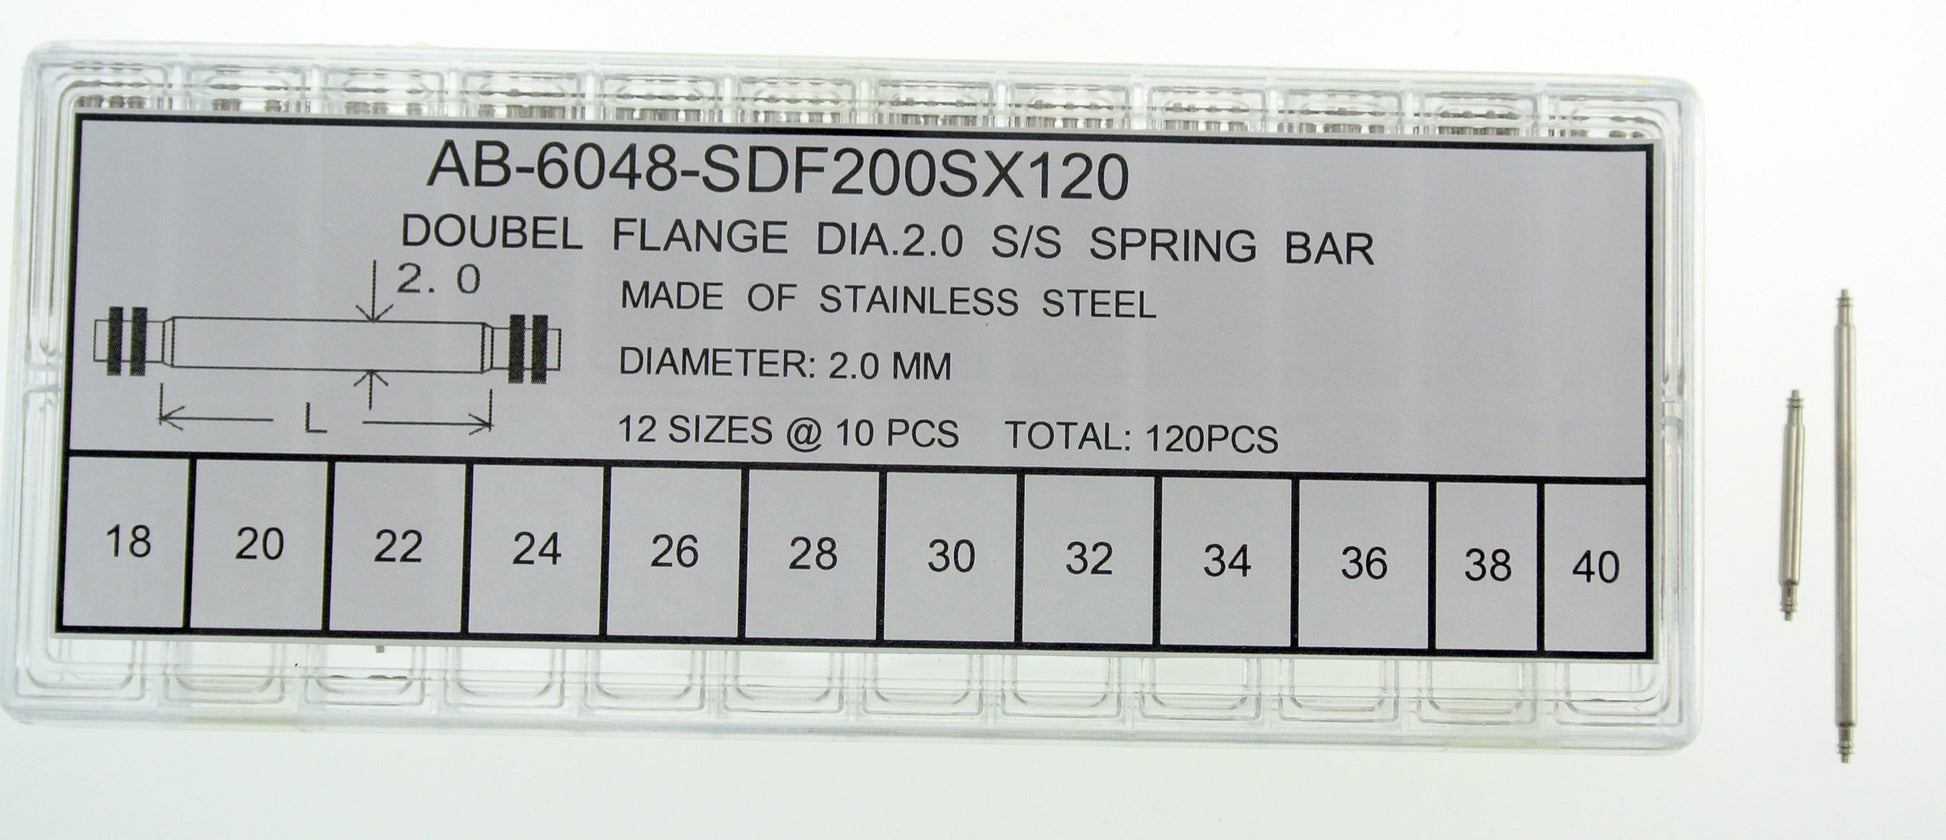 AB-6048-SDF200SX120
DOUBEL FLANGE DIA.2.0 S/S SPRING BAR
2.0
MADE OF STAINLESS STEEL
DIAMETER: 2.0 MM
L
12 SIZES @ 10 PCS TOTAL: 120PCS
18 20 22 24 26 28 30 32 34 36 38 40